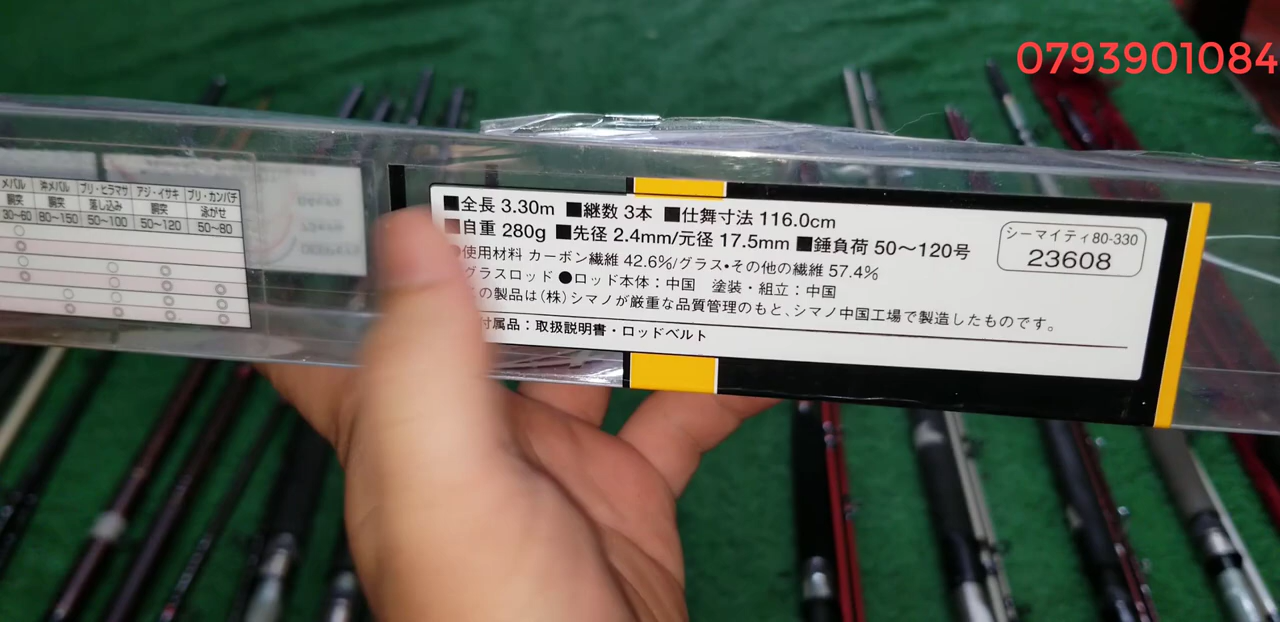 0793901084
メバル 沖メバル ブリ・ヒラマサ アジ・イサキ ブリ・カンパチ
胴突 胴突 落し込み 胴突 泳がせ
30~60 80~150 50~100 50~120 50~80
■全長 3.30m ■継数 3本 ■仕舞寸法 116.0cm
■自重 280g ■先径 2.4mm/元径 17.5mm ■錘負荷 50〜120号
●使用材料 カーボン繊維 42.6%/グラス・その他の繊維 57.4%
グラスロッド ●ロッド本体：中国 塗装・組立：中国
の製品は(株)シマノが厳重な品質管理のもと、シマノ中国工場で製造したものです。
付属品：取扱説明書・ロッドベルト
シーマイティ80-330
23608